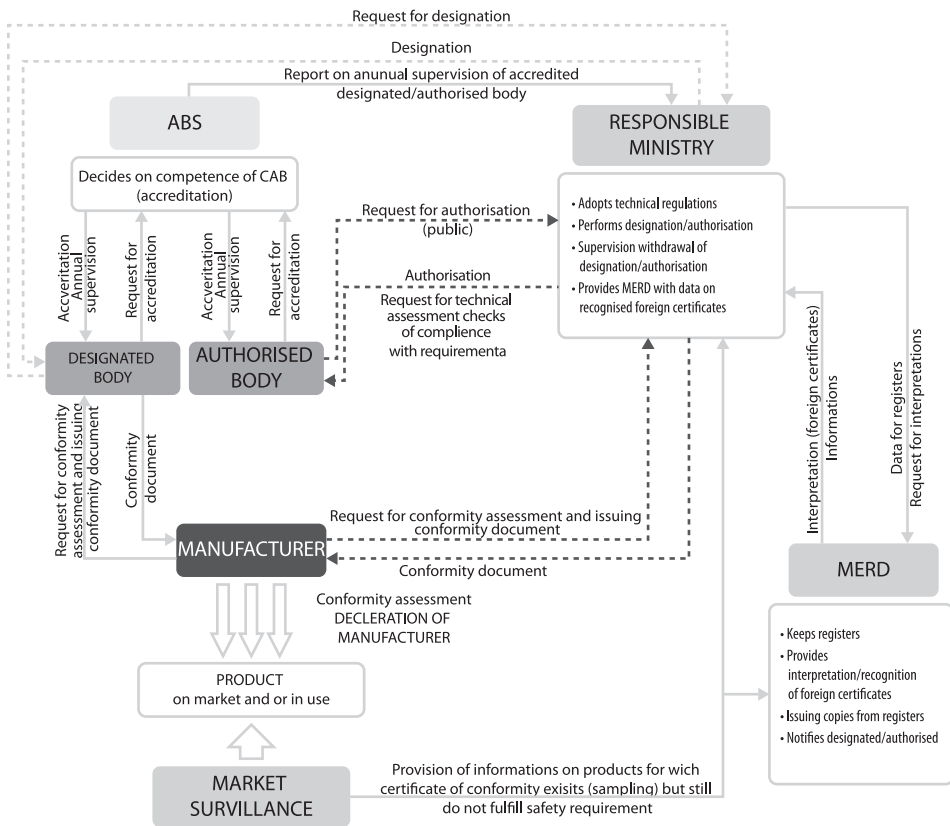 Request for designation
Designation
Report on anunual supervision of accredited
designated/authorised body
ABS
RESPONSIBLE
MINISTRY
Decides on competence of CAB
(accreditation)
• Adopts technical regulations
• Performs designation/authorisation
• Supervision withdrawal of
designation/authorisation
• Provides MERD with data on
recognised foreign certificates
Request for authorisation
(public)
Authorisation
Request for technical
assessment checks
of complience
with requirementa
Accveritation
Annual
supervision
Request for
accreditation
Accveritation
Annual
supervision
Request for
accreditation
DESIGNATED
BODY
AUTHORISED
BODY
Interpretation (foreign certificates)
Informations
Data for registers
Request for interpretations
Request for conformity
assessment and issuing
conformity document
Conformity
document
MANUFACTURER
Request for conformity assessment and issuing
conformity document
Conformity document
MERD
Conformity assessment
DECLERATION OF
MANUFACTURER
• Keeps registers
• Provides
interpretation/recognition
of foreign certificates
• Issuing copies from registers
• Notifies designated/authorised
PRODUCT
on market and or in use
MARKET
SURVILLANCE
Provision of informations on products for wich
certificate of conformity exisits (sampling) but still
do not fulfill safety requirement